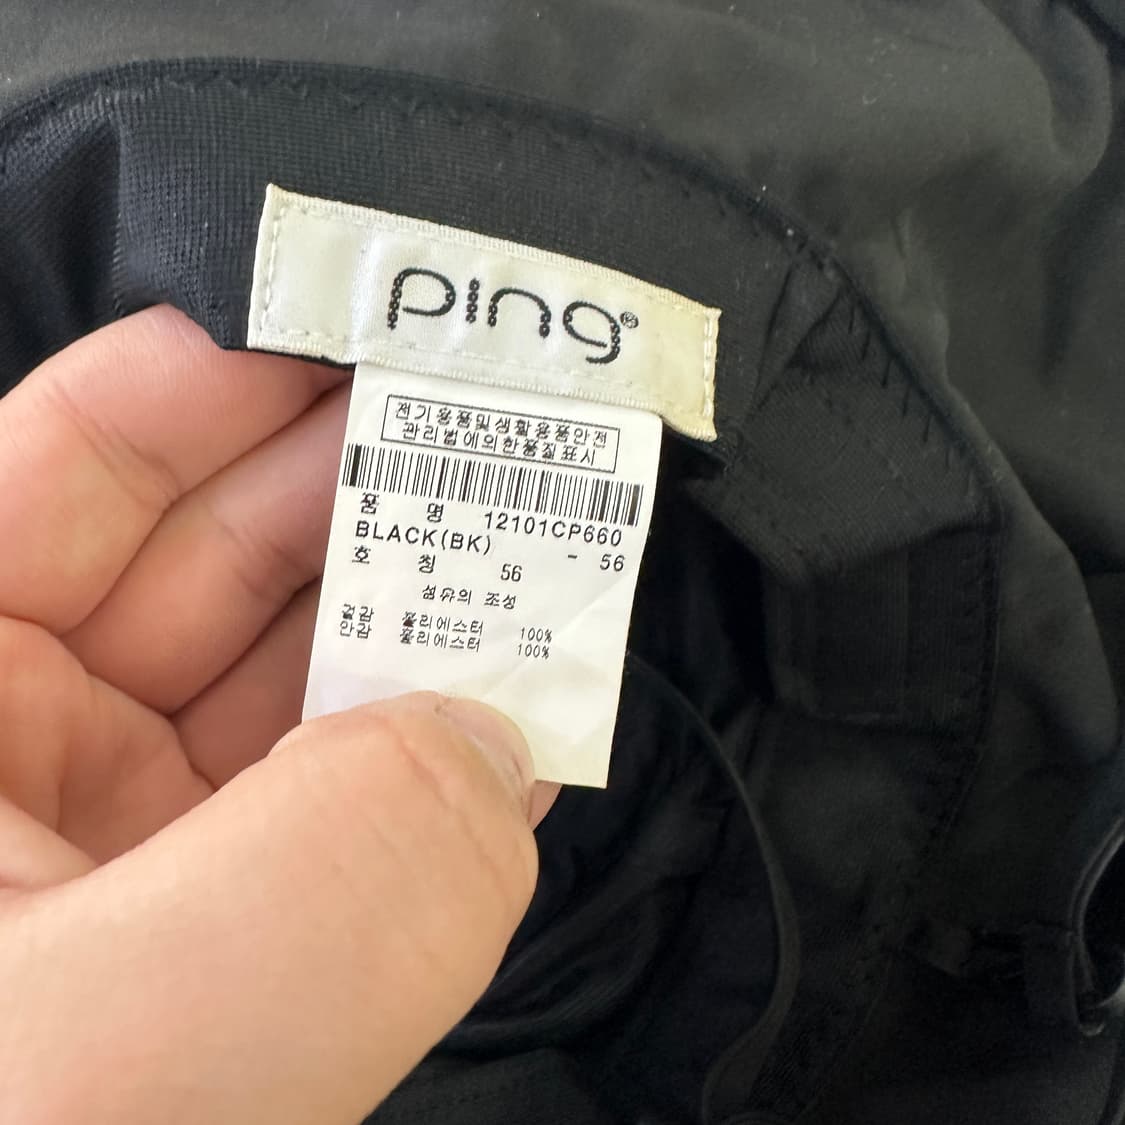 ping®
전기용품및생활용품안전
관리법에의한품질표시
품 명 12101CP660
BLACK(BK) - 56
호 칭 56
섬유의 조성
겉감 폴리에스터 100%
안감 폴리에스터 100%